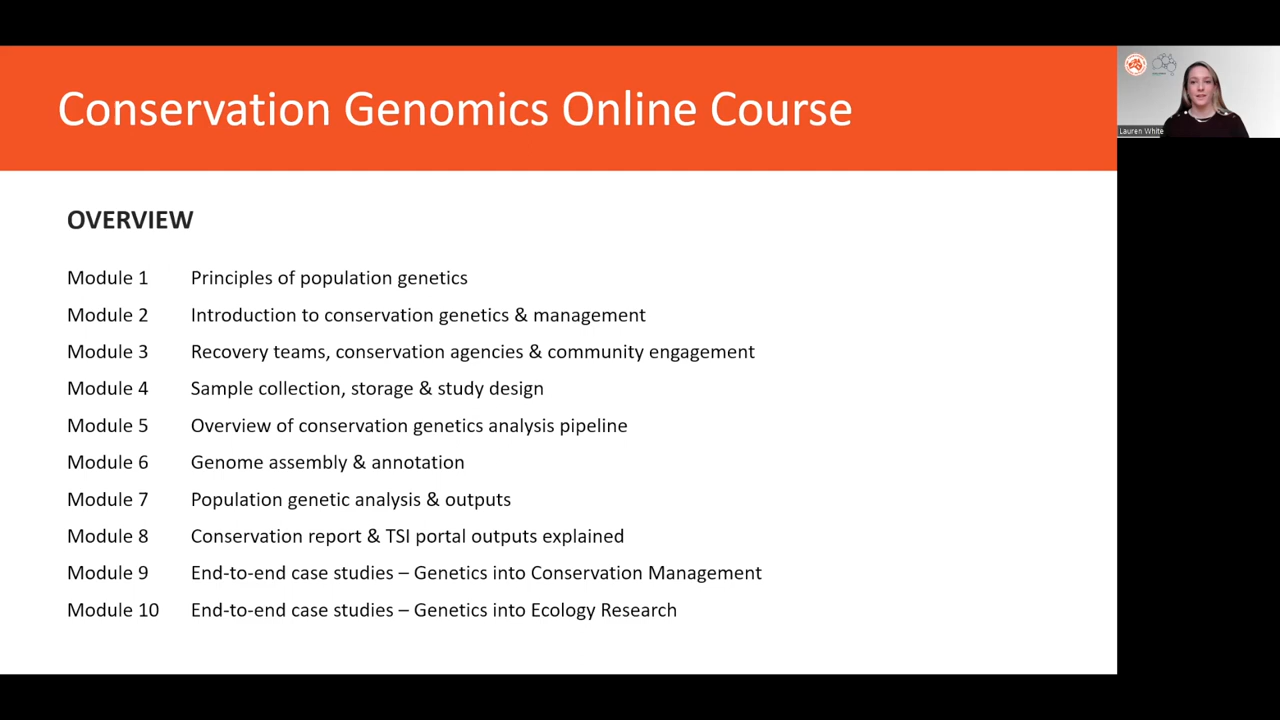 Conservation Genomics Online Course
Lauren White
OVERVIEW
Module 1 Principles of population genetics
Module 2 Introduction to conservation genetics & management
Module 3 Recovery teams, conservation agencies & community engagement
Module 4 Sample collection, storage & study design
Module 5 Overview of conservation genetics analysis pipeline
Module 6 Genome assembly & annotation
Module 7 Population genetic analysis & outputs
Module 8 Conservation report & TSI portal outputs explained
Module 9 End-to-end case studies – Genetics into Conservation Management
Module 10 End-to-end case studies – Genetics into Ecology Research